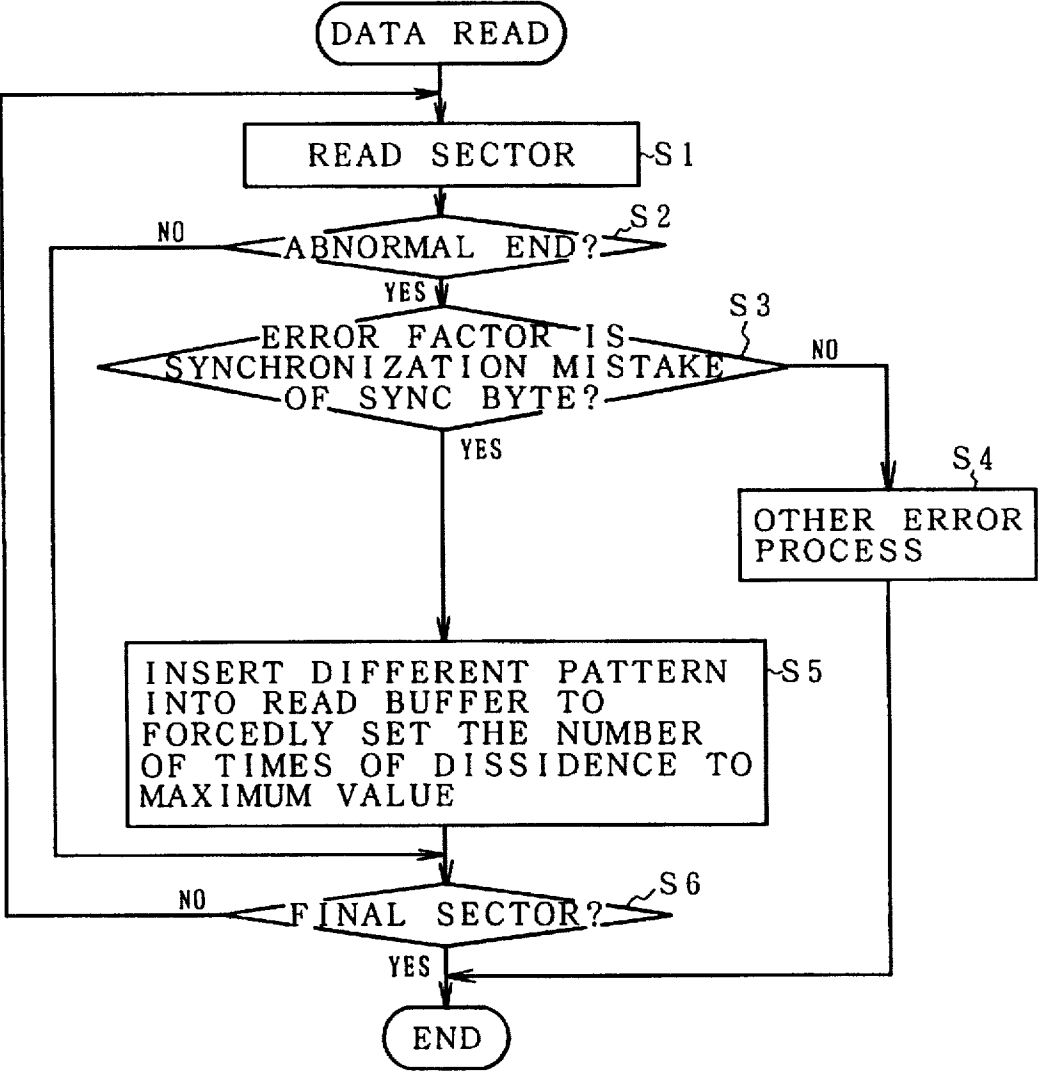 DATA READ
READ SECTOR
S1
S2
NO
ABNORMAL END?
YES
S3
ERROR FACTOR IS
SYNCHRONIZATION MISTAKE
OF SYNC BYTE?
NO
YES
S4
OTHER ERROR
PROCESS
INSERT DIFFERENT PATTERN
INTO READ BUFFER TO
FORCEDLY SET THE NUMBER
OF TIMES OF DISSIDENCE TO
MAXIMUM VALUE
S5
S6
NO
FINAL SECTOR?
YES
END